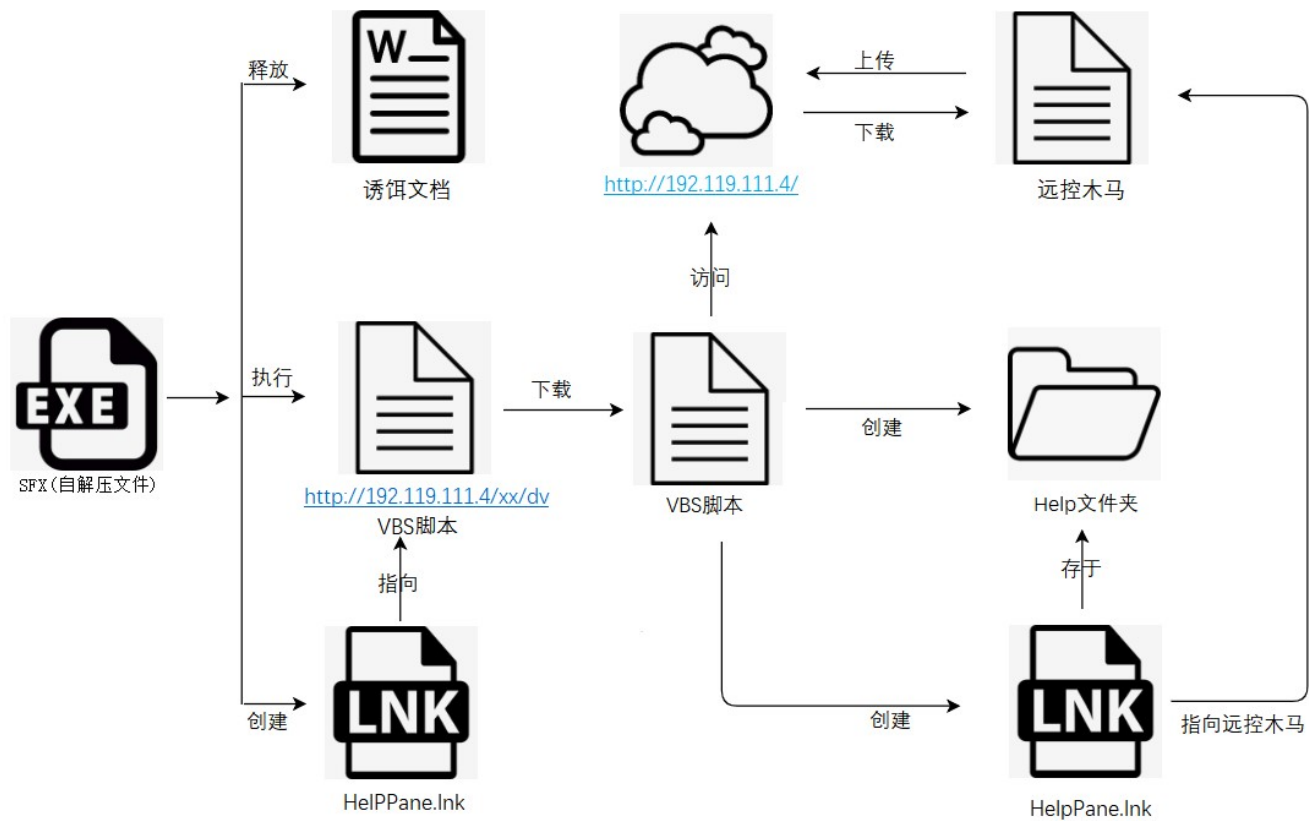 释放
W
诱饵文档
http://192.119.111.4/
上传
下载
远控木马
访问
EXE
SFX(自解压文件)
执行
http://192.119.111.4/xx/dv
VBS脚本
下载
VBS脚本
创建
Help文件夹
指向
存于
创建
LNK
HelPPane.lnk
创建
LNK
HelpPane.lnk
指向远控木马